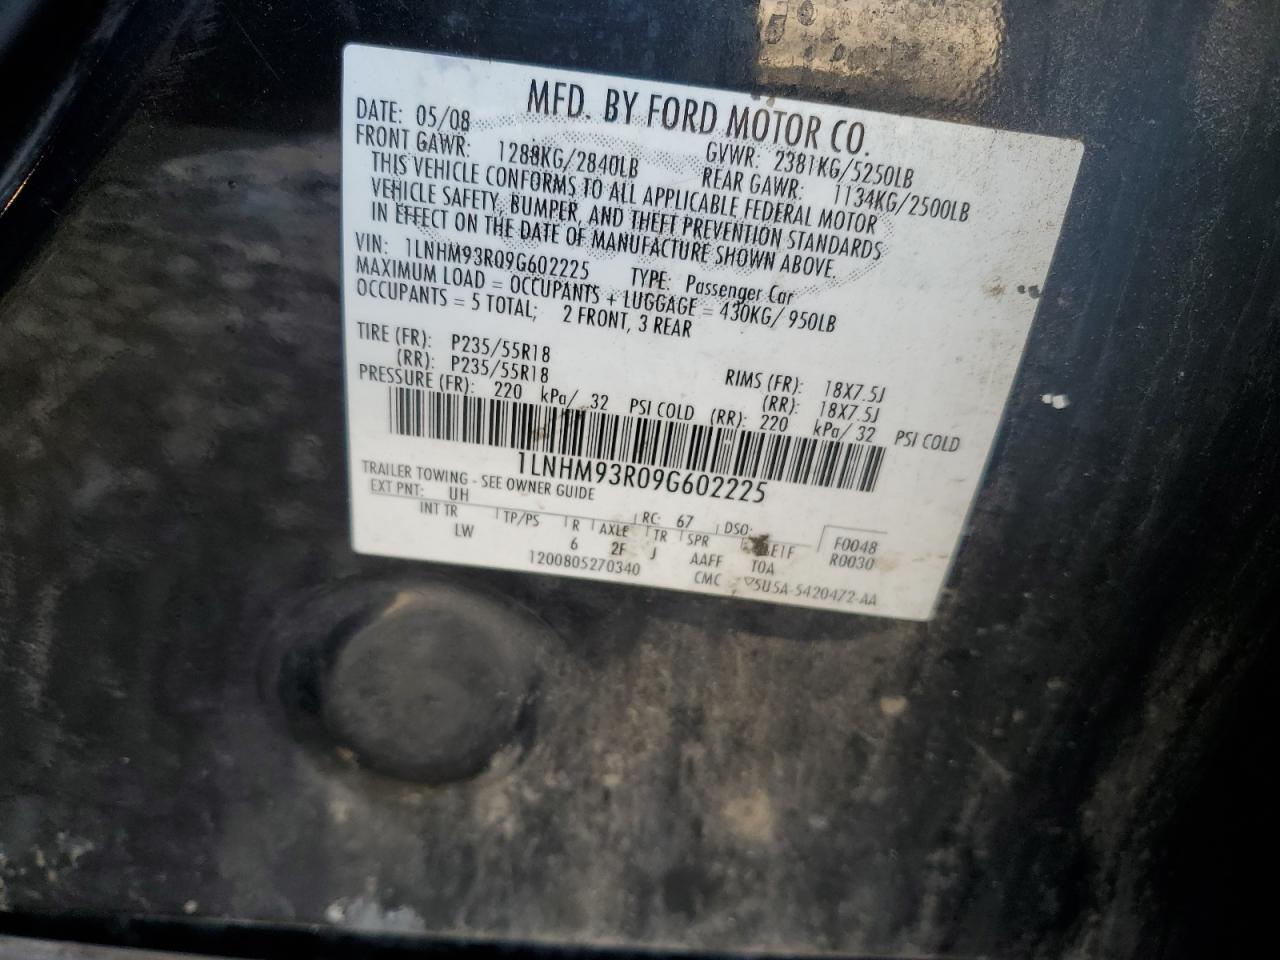 MFD. BY FORD MOTOR CO.
DATE: 05/08 GVWR: 2381KG/5250LB
FRONT GAWR: 1288KG/2840LB REAR GAWR: 1134KG/2500LB
THIS VEHICLE CONFORMS TO ALL APPLICABLE FEDERAL MOTOR
VEHICLE SAFETY, BUMPER, AND THEFT PREVENTION STANDARDS
IN EFFECT ON THE DATE OF MANUFACTURE SHOWN ABOVE.
VIN: 1LNHM93R09G602225 TYPE: Passenger Car
MAXIMUM LOAD = OCCUPANTS + LUGGAGE = 430KG/ 950LB
OCCUPANTS = 5 TOTAL; 2 FRONT, 3 REAR
TIRE (FR): P235/55R18 RIMS (FR): 18X7.5J
(RR): P235/55R18 (RR): 18X7.5J
PRESSURE (FR): 220 kPa/ 32 PSI COLD (RR): 220 kPa/ 32 PSI COLD
1LNHM93R09G602225
TRAILER TOWING - SEE OWNER GUIDE
EXT PNT: UH RC: 67 DSO: F0048
INT TR TP/PS R AXLE TR SPR R0030
LW 6 2F J AAFF TOA
1200805270340 CMC 5U5A-5420472-AA